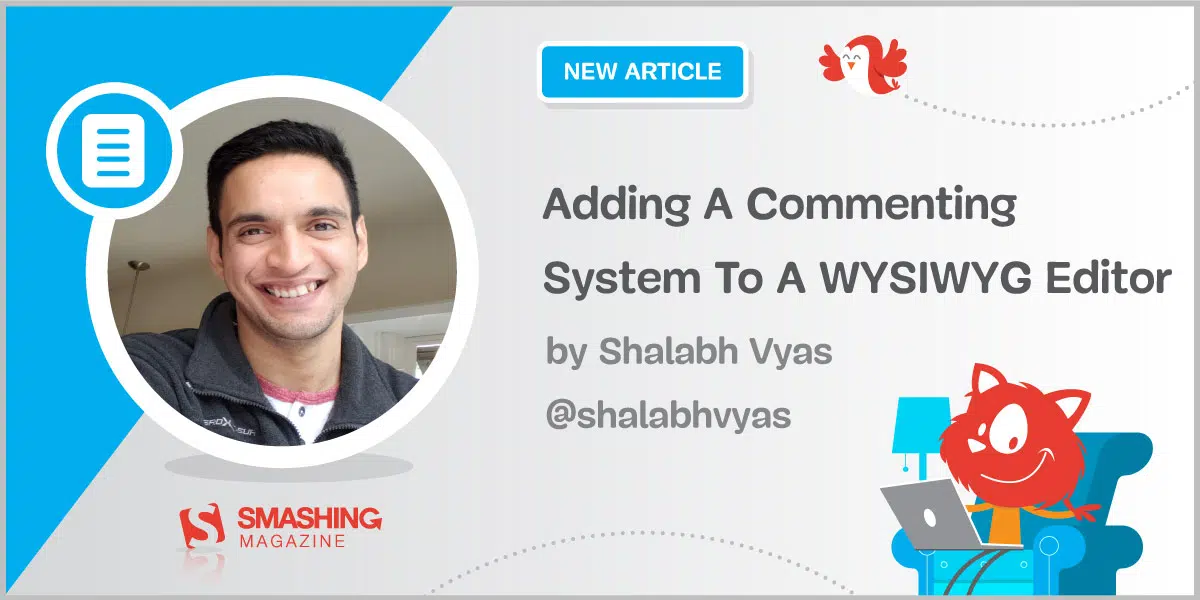 NEW ARTICLE
Adding A Commenting
System To A WYSIWYG Editor
by Shalabh Vyas
@shalabhvyas
SMASHING
MAGAZINE